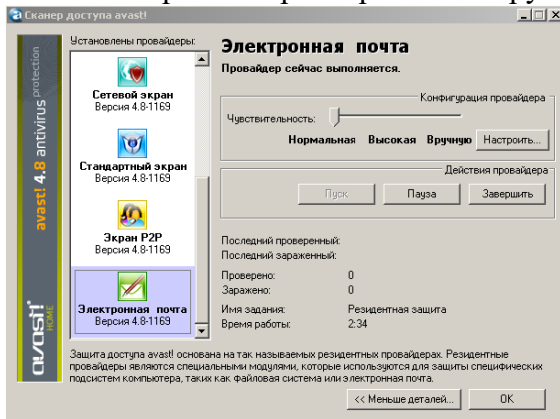 Сканер доступа avast!
Установлены провайдеры:
Сетевой экран
Версия 4.8-1169
Стандартный экран
Версия 4.8-1169
Экран P2P
Версия 4.8-1169
Электронная почта
Версия 4.8-1169
avast! 4.8 antivirus protection
avast!
HOME
Электронная почта
Провайдер сейчас выполняется.
Конфигурация провайдера
Чувствительность:
Нормальная Высокая Вручную Настроить...
Действия провайдера
Пуск Пауза Завершить
Последний проверенный:
Последний зараженный:
Проверено: 0
Заражено: 0
Имя задания: Резидентная защита
Время работы: 2:34
Защита доступа avast! основана на так называемых резидентных провайдерах. Резидентные
провайдеры являются специальными модулями, которые используются для защиты специфических
подсистем компьютера, таких как файловая система или электронная почта.
<< Меньше деталей... OK